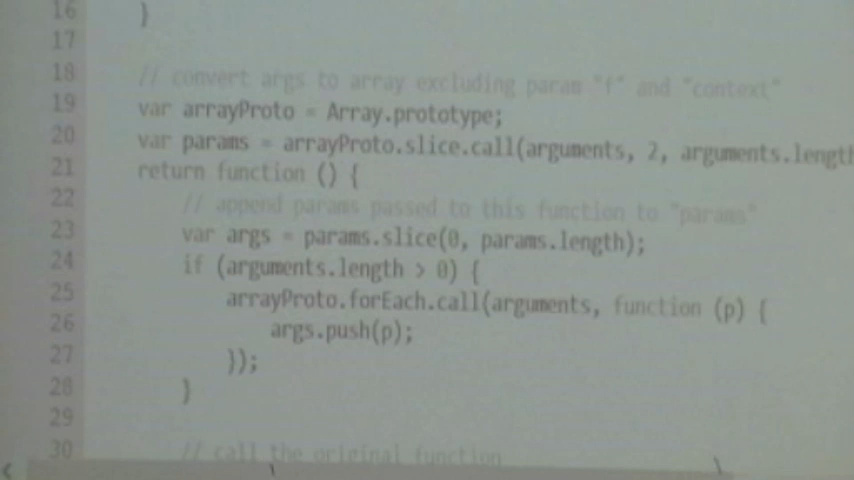 16 }
17
18 // convert args to array excluding param "f" and "context"
19 var arrayProto = Array.prototype;
20 var params = arrayProto.slice.call(arguments, 2, arguments.length
21 return function () {
22 // append params passed to this function to "params"
23 var args = params.slice(0, params.length);
24 if (arguments.length > 0) {
25 arrayProto.forEach.call(arguments, function (p) {
26 args.push(p);
27 });
28 }
29
30 // call the original function